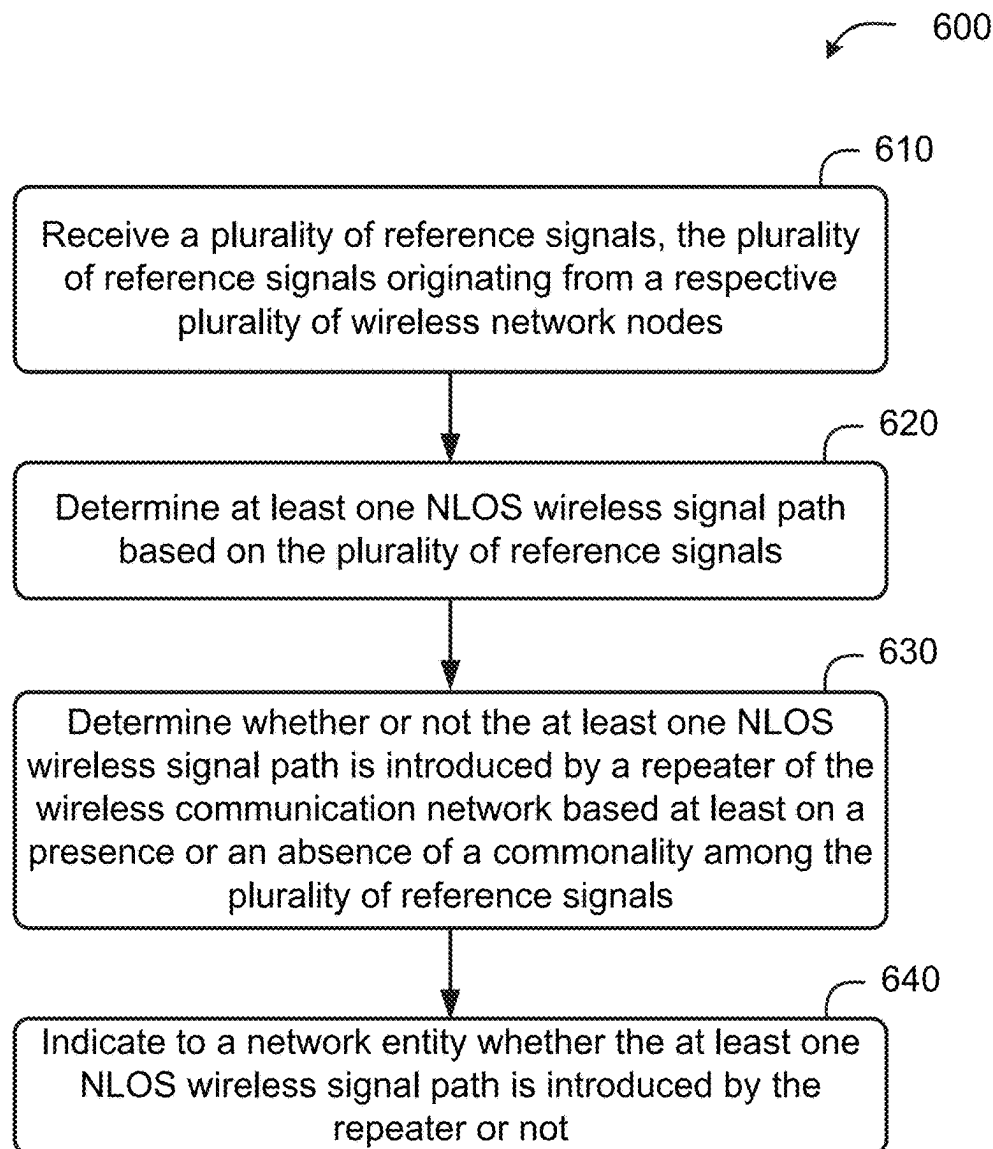 600
610
Receive a plurality of reference signals, the plurality
of reference signals originating from a respective
plurality of wireless network nodes
620
Determine at least one NLOS wireless signal path
based on the plurality of reference signals
630
Determine whether or not the at least one NLOS
wireless signal path is introduced by a repeater of the
wireless communication network based at least on a
presence or an absence of a commonality among the
plurality of reference signals
640
Indicate to a network entity whether the at least one
NLOS wireless signal path is introduced by the
repeater or not